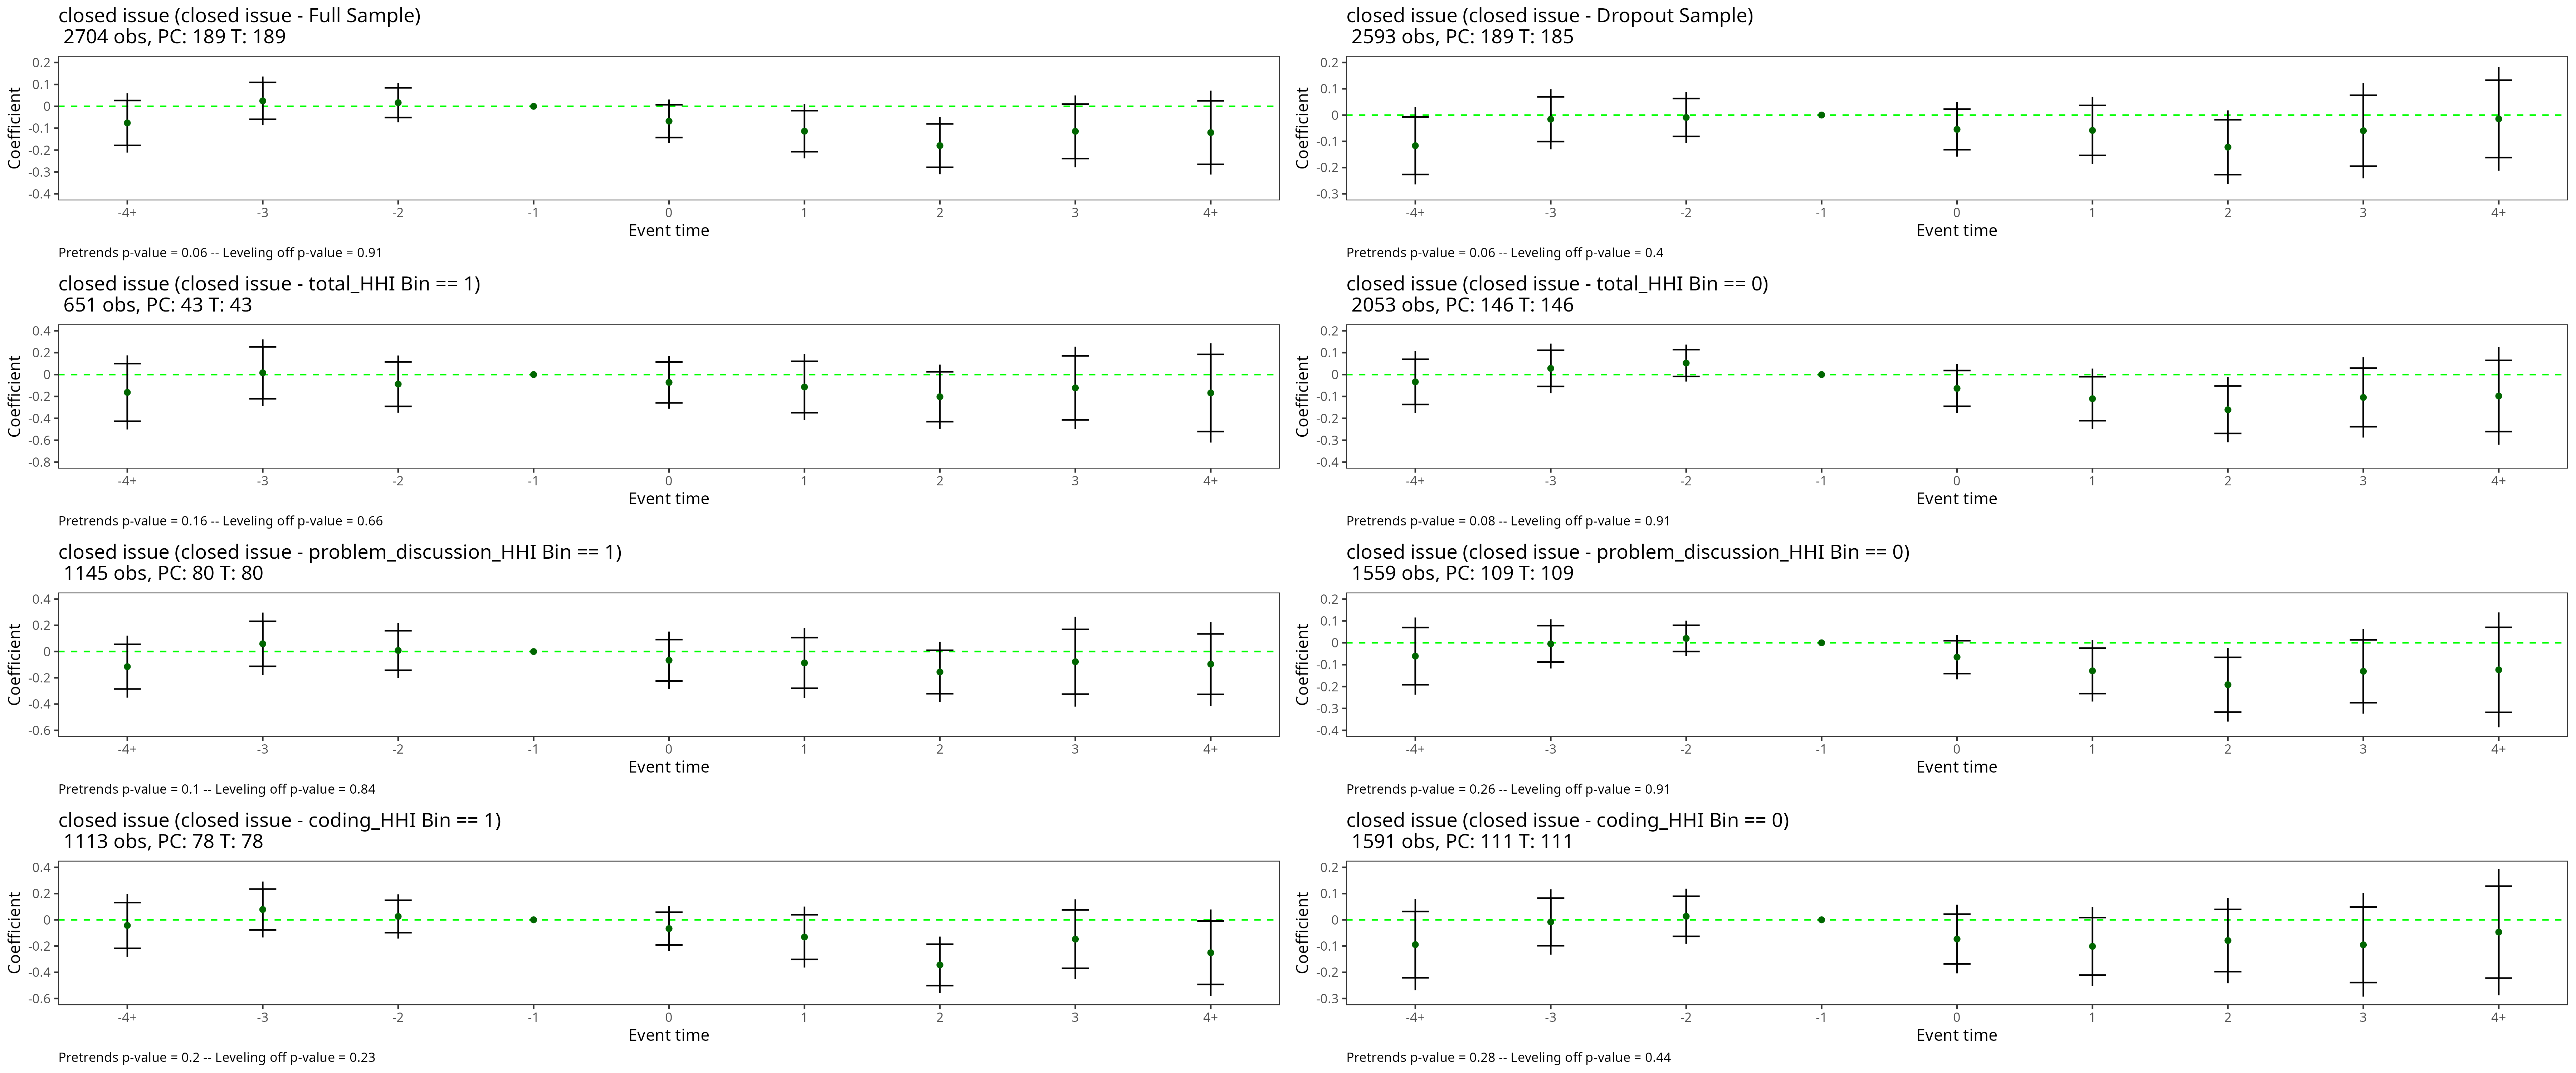 closed issue (closed issue - Full Sample)
2704 obs, PC: 189 T: 189
0.2
0.1
0
-0.1
-0.2
-0.3
-0.4
Coefficient
-4+ -3 -2 -1 0 1 2 3 4+
Event time
Pretrends p-value = 0.06 -- Leveling off p-value = 0.91
closed issue (closed issue - Dropout Sample)
2593 obs, PC: 189 T: 185
0.2
0.1
0
-0.1
-0.2
-0.3
Coefficient
-4+ -3 -2 -1 0 1 2 3 4+
Event time
Pretrends p-value = 0.06 -- Leveling off p-value = 0.4
closed issue (closed issue - total_HHI Bin == 1)
651 obs, PC: 43 T: 43
0.4
0.2
0
-0.2
-0.4
-0.6
-0.8
Coefficient
-4+ -3 -2 -1 0 1 2 3 4+
Event time
Pretrends p-value = 0.16 -- Leveling off p-value = 0.66
closed issue (closed issue - total_HHI Bin == 0)
2053 obs, PC: 146 T: 146
0.2
0.1
0
-0.1
-0.2
-0.3
-0.4
Coefficient
-4+ -3 -2 -1 0 1 2 3 4+
Event time
Pretrends p-value = 0.08 -- Leveling off p-value = 0.91
closed issue (closed issue - problem_discussion_HHI Bin == 1)
1145 obs, PC: 80 T: 80
0.4
0.2
0
-0.2
-0.4
-0.6
Coefficient
-4+ -3 -2 -1 0 1 2 3 4+
Event time
Pretrends p-value = 0.1 -- Leveling off p-value = 0.84
closed issue (closed issue - problem_discussion_HHI Bin == 0)
1559 obs, PC: 109 T: 109
0.2
0.1
0
-0.1
-0.2
-0.3
-0.4
Coefficient
-4+ -3 -2 -1 0 1 2 3 4+
Event time
Pretrends p-value = 0.26 -- Leveling off p-value = 0.91
closed issue (closed issue - coding_HHI Bin == 1)
1113 obs, PC: 78 T: 78
0.4
0.2
0
-0.2
-0.4
-0.6
Coefficient
-4+ -3 -2 -1 0 1 2 3 4+
Event time
Pretrends p-value = 0.2 -- Leveling off p-value = 0.23
closed issue (closed issue - coding_HHI Bin == 0)
1591 obs, PC: 111 T: 111
0.2
0.1
0
-0.1
-0.2
-0.3
Coefficient
-4+ -3 -2 -1 0 1 2 3 4+
Event time
Pretrends p-value = 0.28 -- Leveling off p-value = 0.44